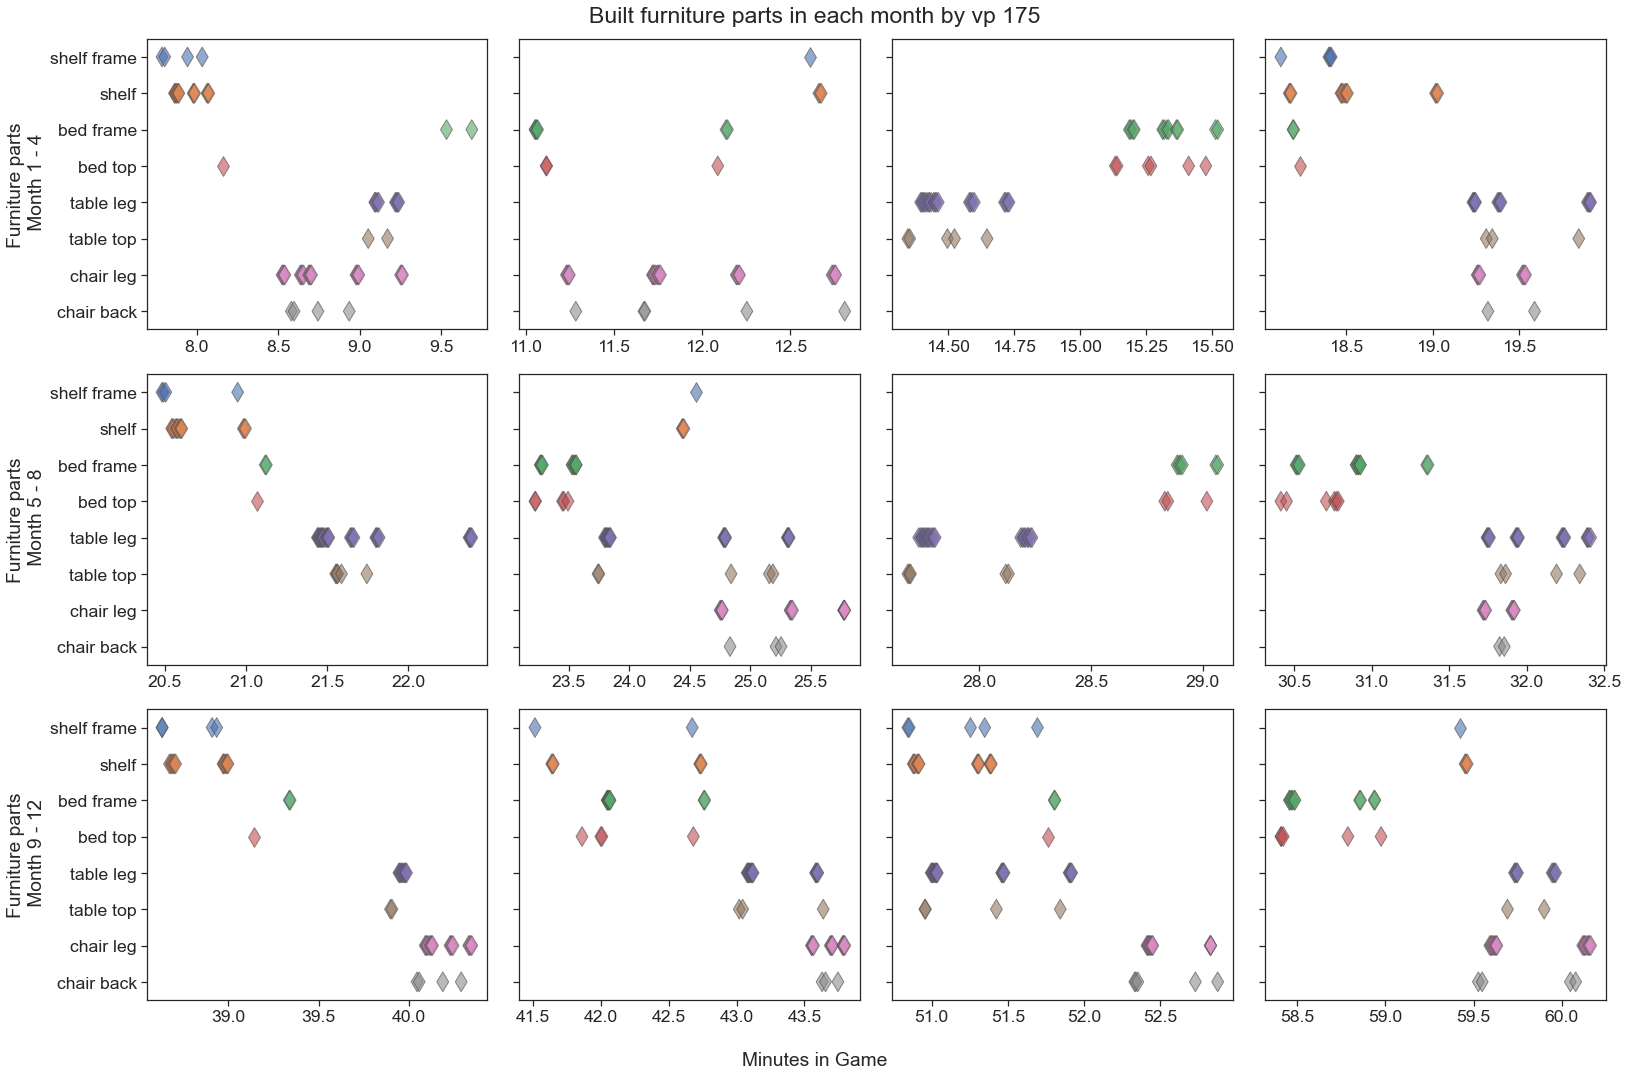 Built furniture parts in each month by vp 175
Furniture parts
Month 1 - 4
shelf frame
shelf
bed frame
bed top
table leg
table top
chair leg
chair back
8.0 8.5 9.0 9.5
11.0 11.5 12.0 12.5
14.50 14.75 15.00 15.25 15.50
18.5 19.0 19.5
Furniture parts
Month 5 - 8
shelf frame
shelf
bed frame
bed top
table leg
table top
chair leg
chair back
20.5 21.0 21.5 22.0
23.5 24.0 24.5 25.0 25.5
28.0 28.5 29.0
30.5 31.0 31.5 32.0 32.5
Furniture parts
Month 9 - 12
shelf frame
shelf
bed frame
bed top
table leg
table top
chair leg
chair back
39.0 39.5 40.0
41.5 42.0 42.5 43.0 43.5
51.0 51.5 52.0 52.5
58.5 59.0 59.5 60.0
Minutes in Game